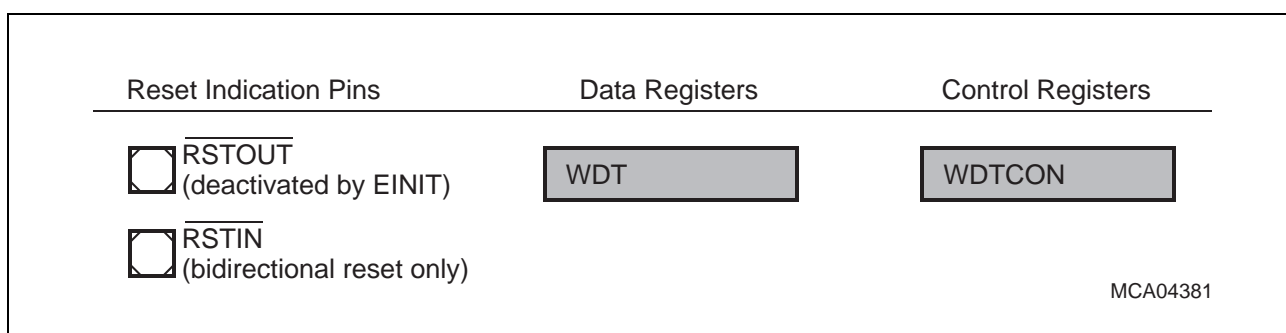 Reset Indication Pins
Data Registers
Control Registers
RSTOUT
(deactivated by EINIT)
WDT
WDTCON
RSTIN
(bidirectional reset only)
MCA04381